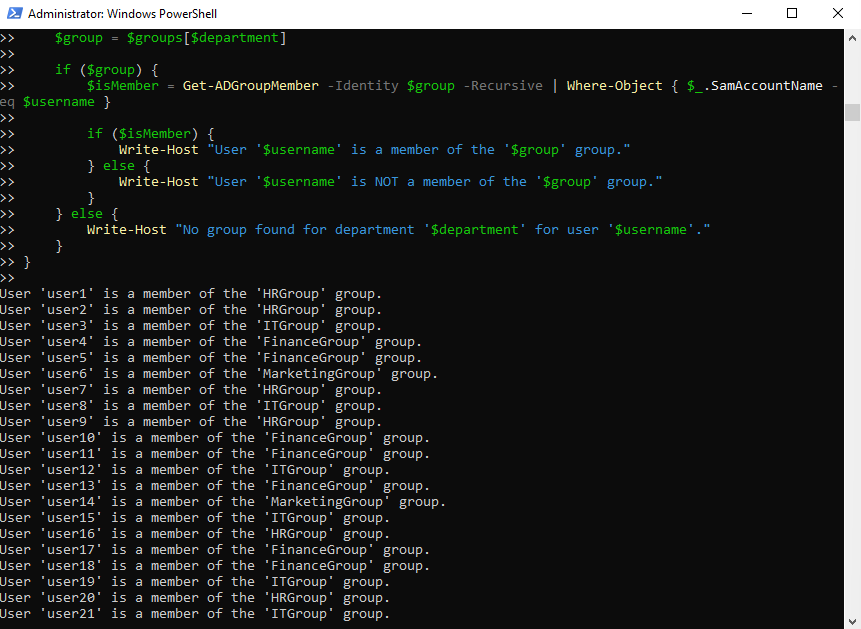 Administrator: Windows PowerShell
>>     $group = $groups[$department]
>>
>>     if ($group) {
>>         $isMember = Get-ADGroupMember -Identity $group -Recursive | Where-Object { $_.SamAccountName -
eq $username }
>>
>>         if ($isMember) {
>>             Write-Host "User '$username' is a member of the '$group' group."
>>         } else {
>>             Write-Host "User '$username' is NOT a member of the '$group' group."
>>         }
>>     } else {
>>         Write-Host "No group found for department '$department' for user '$username'."
>>     }
>> }
>>
User 'user1' is a member of the 'HRGroup' group.
User 'user2' is a member of the 'HRGroup' group.
User 'user3' is a member of the 'ITGroup' group.
User 'user4' is a member of the 'FinanceGroup' group.
User 'user5' is a member of the 'FinanceGroup' group.
User 'user6' is a member of the 'MarketingGroup' group.
User 'user7' is a member of the 'HRGroup' group.
User 'user8' is a member of the 'ITGroup' group.
User 'user9' is a member of the 'HRGroup' group.
User 'user10' is a member of the 'FinanceGroup' group.
User 'user11' is a member of the 'FinanceGroup' group.
User 'user12' is a member of the 'ITGroup' group.
User 'user13' is a member of the 'FinanceGroup' group.
User 'user14' is a member of the 'MarketingGroup' group.
User 'user15' is a member of the 'ITGroup' group.
User 'user16' is a member of the 'HRGroup' group.
User 'user17' is a member of the 'FinanceGroup' group.
User 'user18' is a member of the 'FinanceGroup' group.
User 'user19' is a member of the 'ITGroup' group.
User 'user20' is a member of the 'HRGroup' group.
User 'user21' is a member of the 'ITGroup' group.